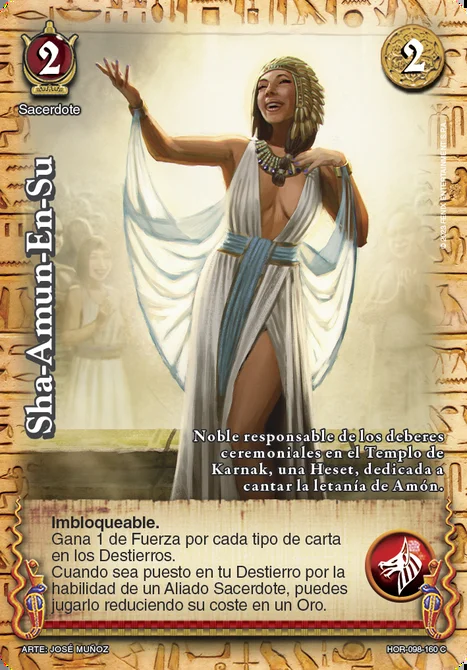 2
2
Sacerdote
Sha-Amun-En-Su
Noble responsable de los deberes
ceremoniales en el Templo de
Karnak, una Heset, dedicada a
cantar la letanía de Amón.
Imbloqueable.
Gana 1 de Fuerza por cada tipo de carta
en los Destierros.
Cuando sea puesto en tu Destierro por la
habilidad de un Aliado Sacerdote, puedes
jugarlo reduciendo su coste en un Oro.
ARTE: JOSÉ MUÑOZ
HOR-098-160 C